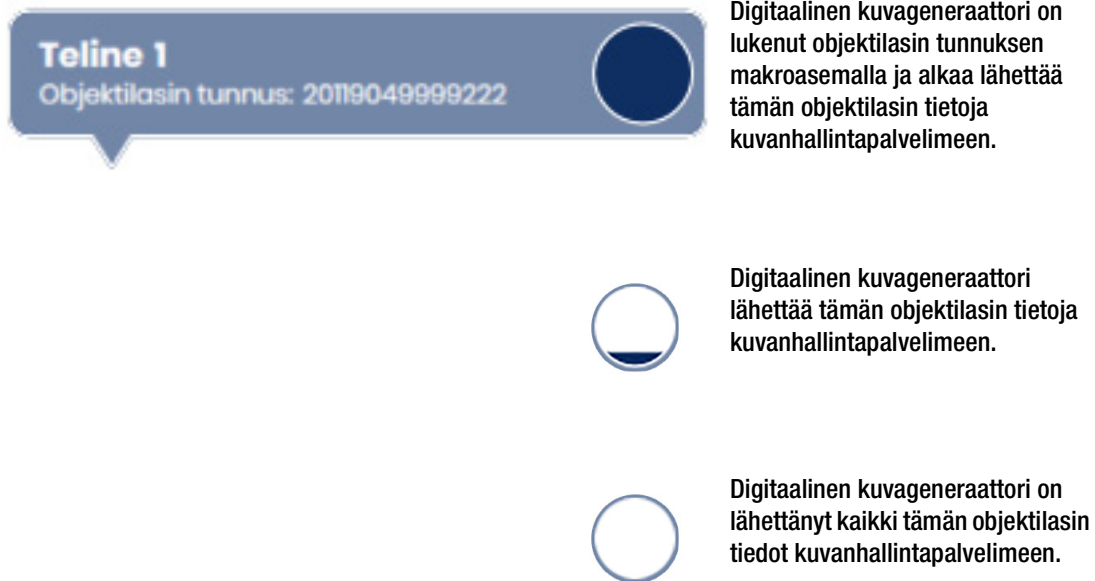 Teline 1
Objektilasin tunnus: 20119049999222
Digitaalinen kuvageneraattori on
lukenut objektilasin tunnuksen
makroasemalla ja alkaa lähettää
tämän objektilasin tietoja
kuvanhallintapalvelimeen.
Digitaalinen kuvageneraattori
lähettää tämän objektilasin tietoja
kuvanhallintapalvelimeen.
Digitaalinen kuvageneraattori on
lähettänyt kaikki tämän objektilasin
tiedot kuvanhallintapalvelimeen.